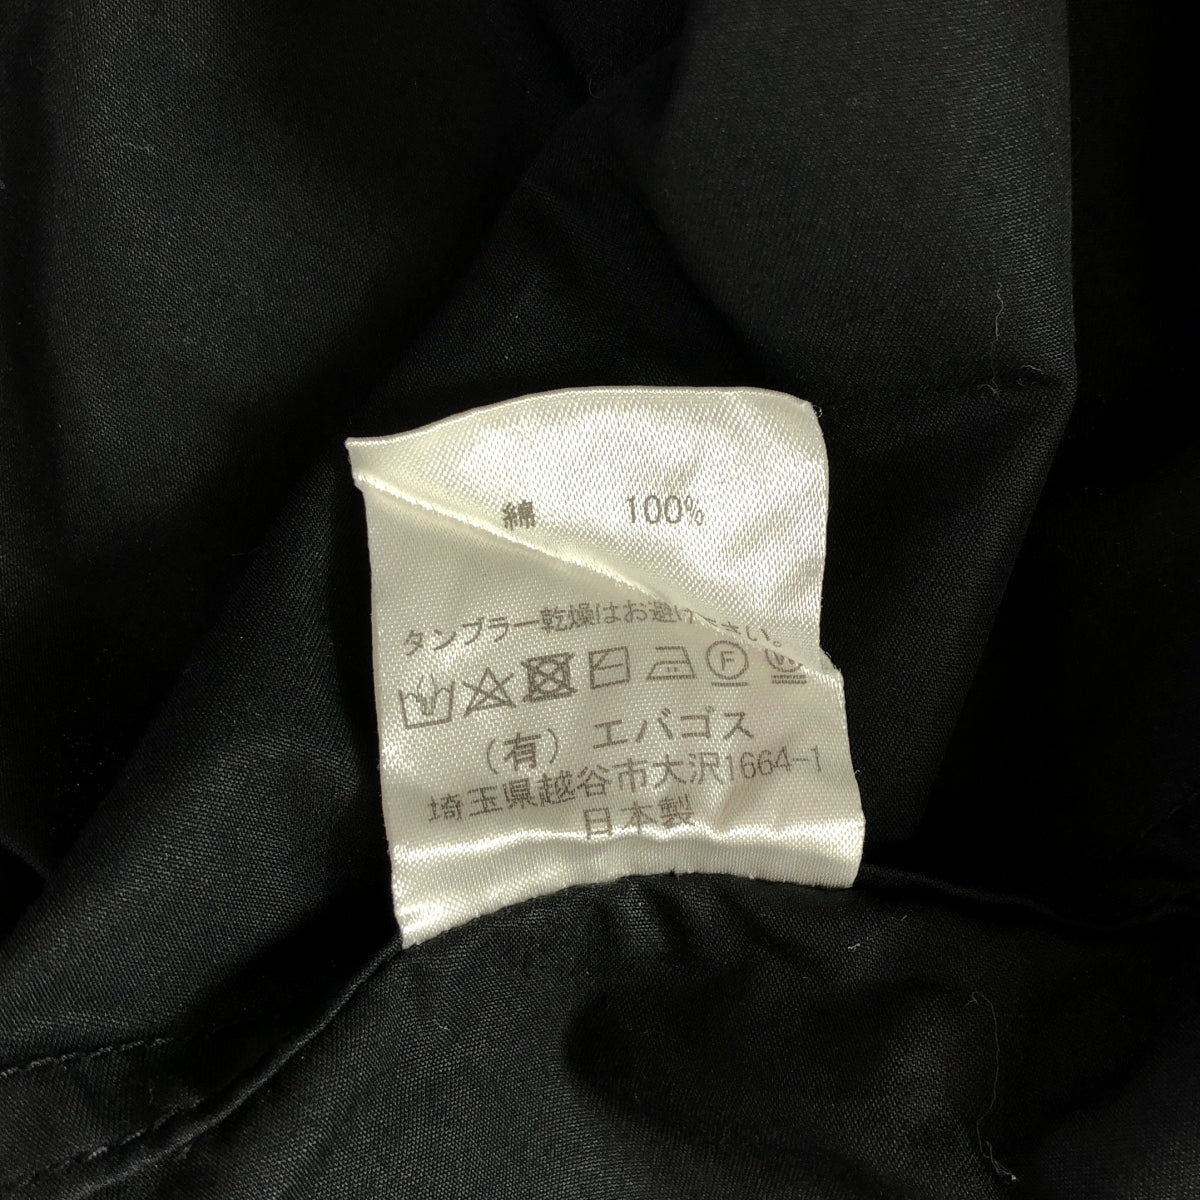 綿 100%
タンブラー乾燥はお避けください。
F W
(有) エバゴス
埼玉県越谷市大沢1664-1
日本製